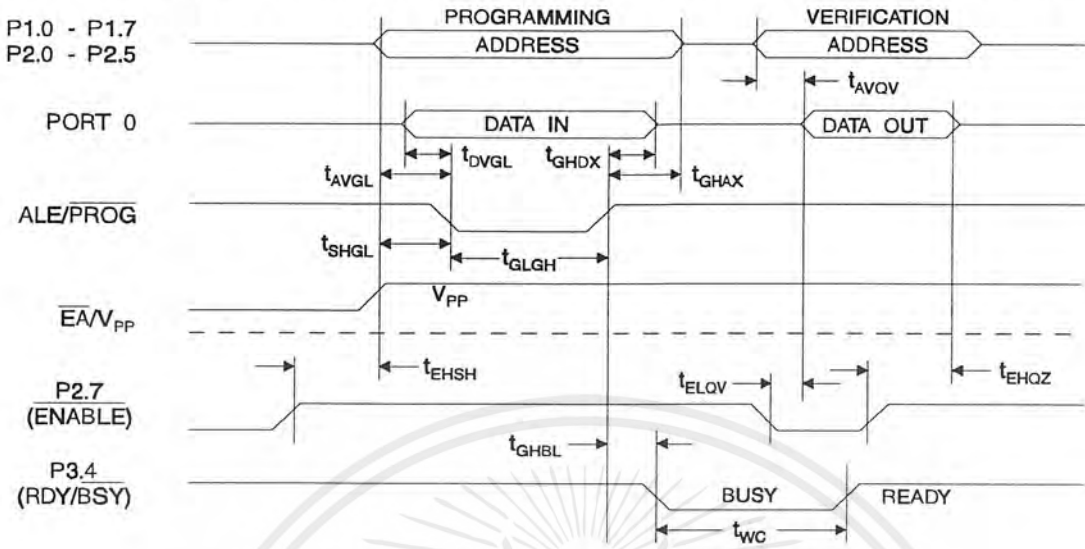 PROGRAMMING VERIFICATION
P1.0 - P1.7
P2.0 - P2.5
ADDRESS ADDRESS
tAVQV
PORT 0 DATA IN DATA OUT
tDVGL tGHDX
tAVGL tGHAX
ALE/PROG
tSHGL tGLGH
VPP
EA/VPP
tEHSH tELQV tEHQZ
P2.7
(ENABLE)
tGHBL
P3.4
(RDY/BSY)
BUSY READY
tWC